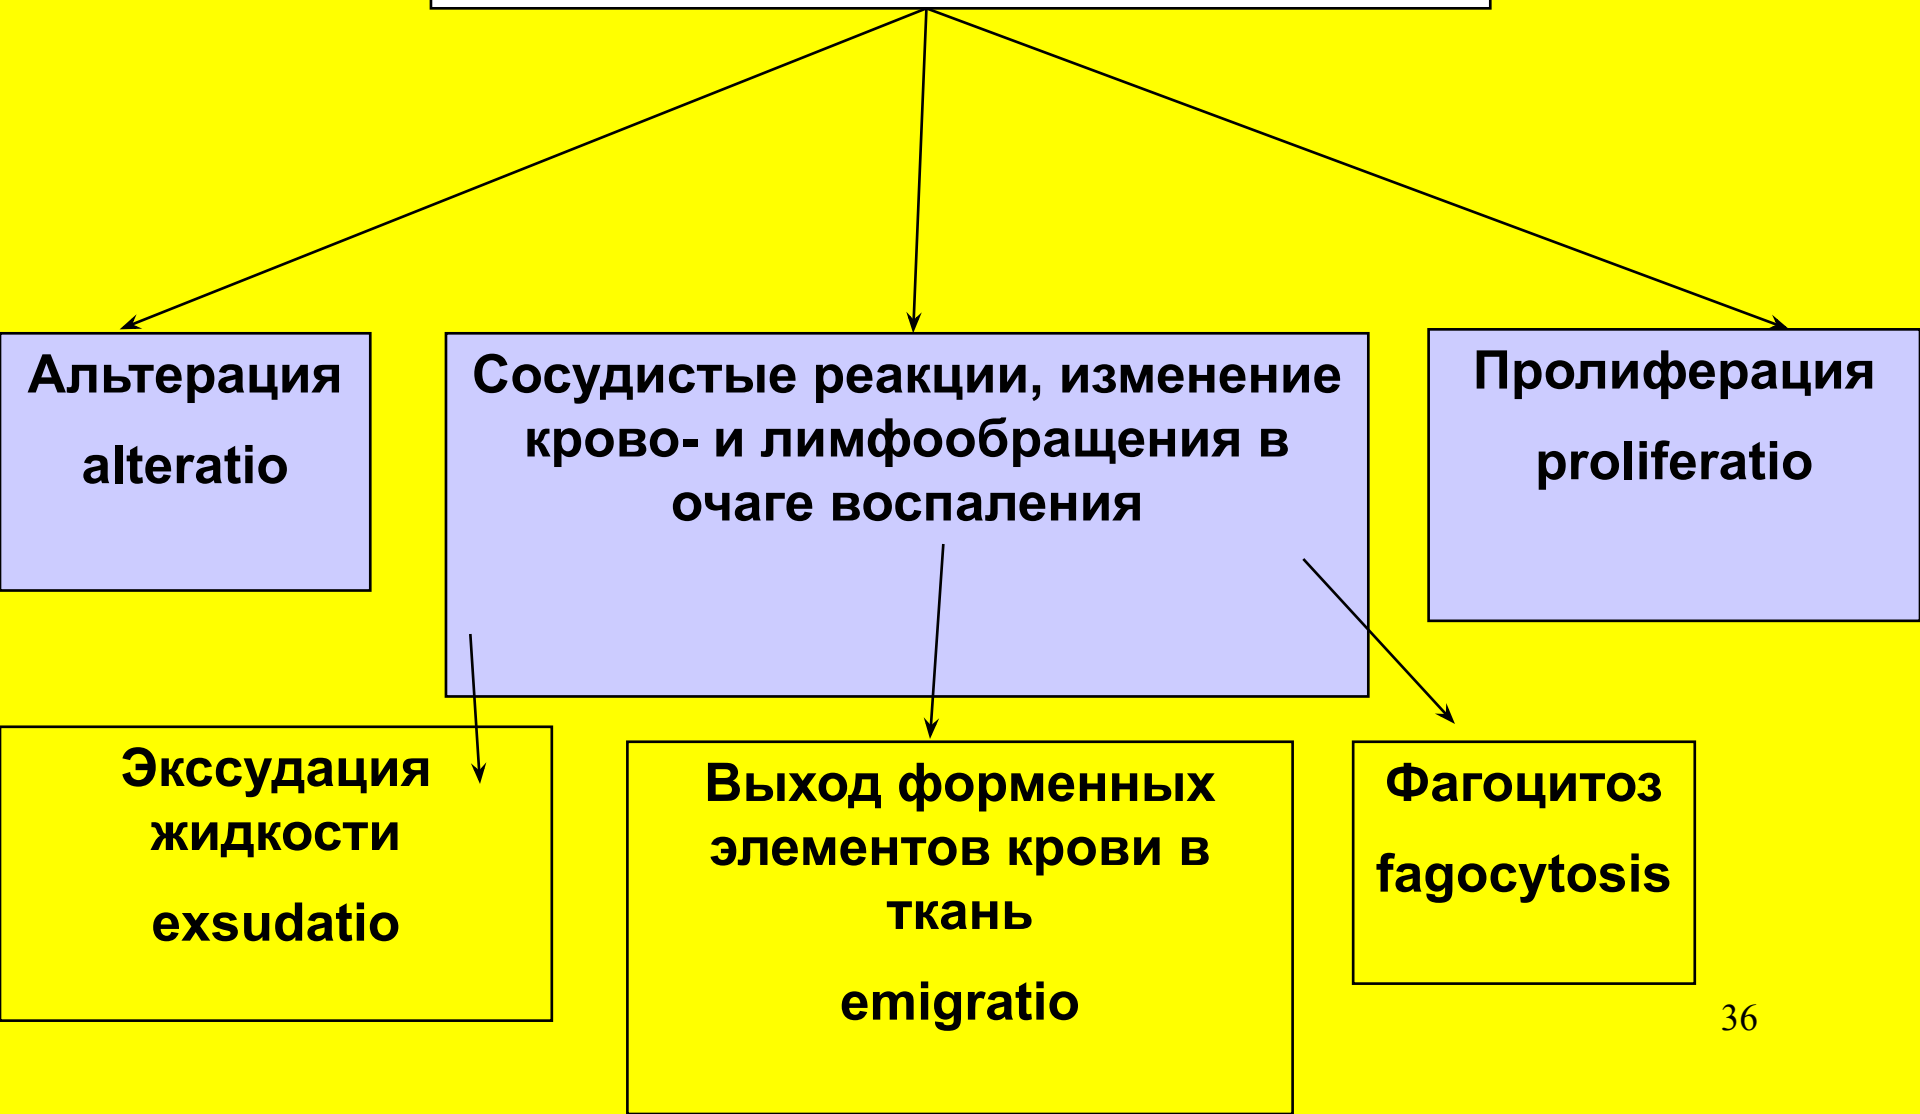 Альтерация
alteratio
Сосудистые реакции, изменение
крово- и лимфообращения в
очаге воспаления
Пролиферация
proliferatio
Экссудация
жидкости
exsudatio
Выход форменных
элементов крови в
ткань
emigratio
Фагоцитоз
fagocytosis
36